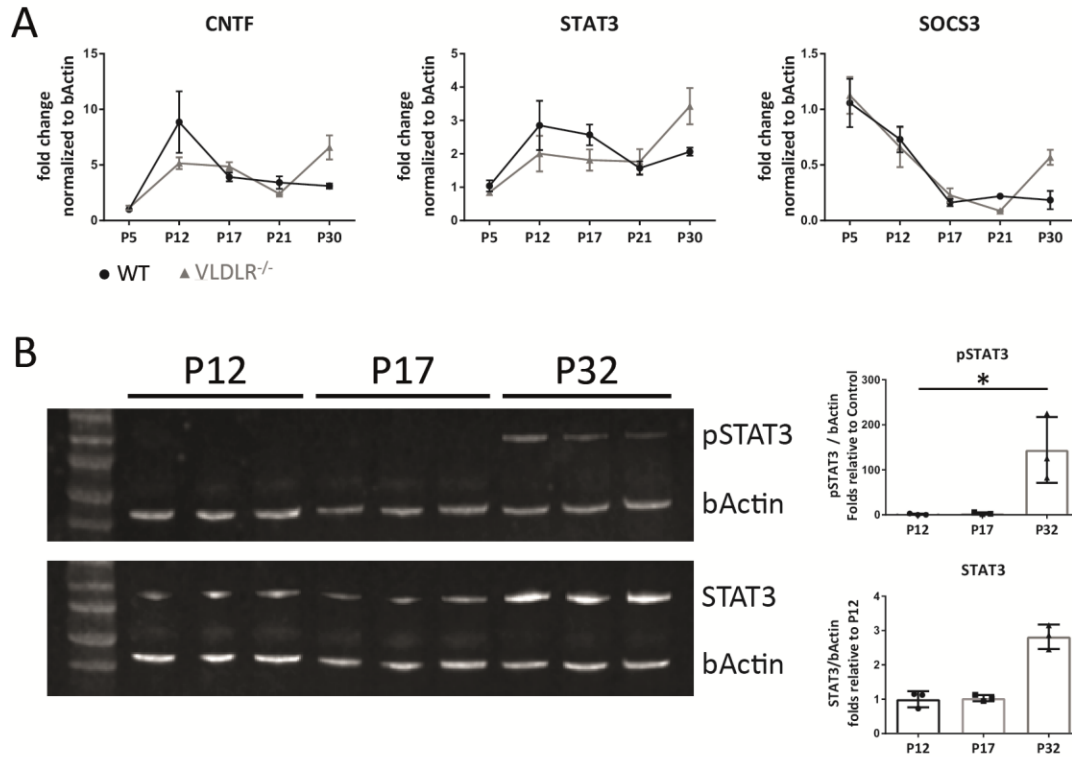 A
CNTF
fold change
normalized to bActin
15
10
5
0
P5 P12 P17 P21 P30
STAT3
fold change
normalized to bActin
5
4
3
2
1
0
P5 P12 P17 P21 P30
SOCS3
fold change
normalized to bActin
1.5
1.0
0.5
0.0
P5 P12 P17 P21 P30
WT VLDLR-/-
B
P12 P17 P32
pSTAT3
bActin
STAT3
bActin
pSTAT3
pSTAT3 / bActin
Folds relative to Control
300
200
100
0
*
P12 P17 P32
STAT3
STAT3/bActin
folds relative to P12
4
3
2
1
0
P12 P17 P32